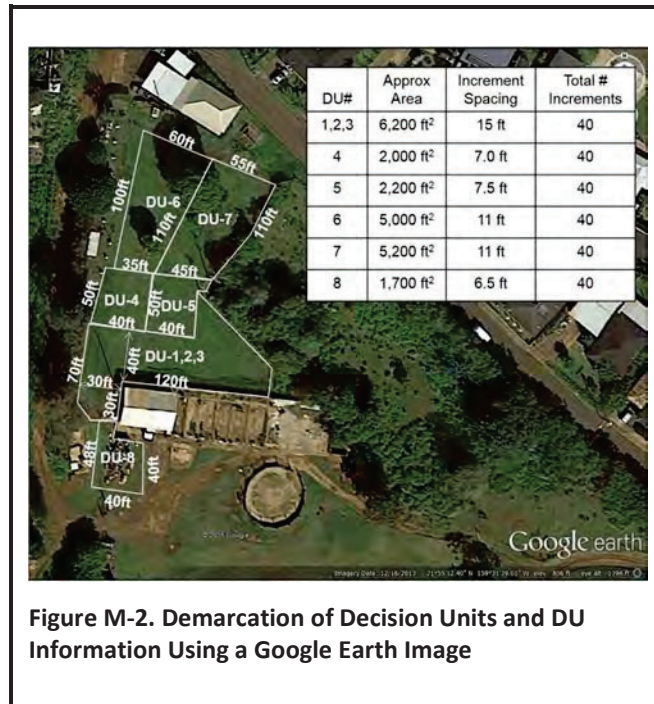 DU# Approx Area Increment Spacing Total # Increments
1,2,3 6,200 ft² 15 ft 40
4 2,000 ft² 7.0 ft 40
5 2,200 ft² 7.5 ft 40
6 5,000 ft² 11 ft 40
7 5,200 ft² 11 ft 40
8 1,700 ft² 6.5 ft 40
60ft
55ft
100ft
DU-6
110ft
DU-7
110ft
35ft
45ft
50ft
DU-4
50ft
DU-5
40ft
40ft
70ft
40ft
DU-1,2,3
30ft
120ft
30ft
48ft
DU-8
40ft
40ft
Google earth
Figure M-2. Demarcation of Decision Units and DU
Information Using a Google Earth Image